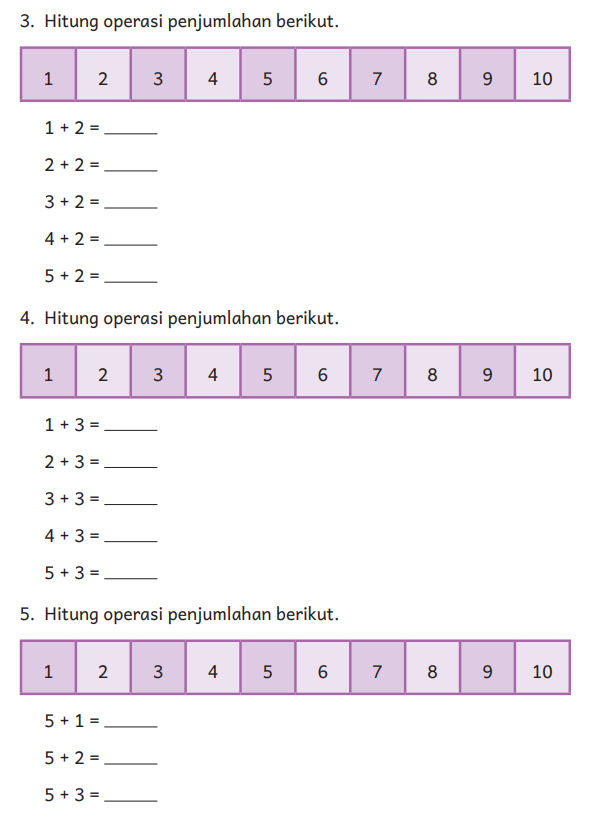 3. Hitung operasi penjumlahan berikut.
1 2 3 4 5 6 7 8 9 10
1 + 2 = ______
2 + 2 = ______
3 + 2 = ______
4 + 2 = ______
5 + 2 = ______
4. Hitung operasi penjumlahan berikut.
1 2 3 4 5 6 7 8 9 10
1 + 3 = ______
2 + 3 = ______
3 + 3 = ______
4 + 3 = ______
5 + 3 = ______
5. Hitung operasi penjumlahan berikut.
1 2 3 4 5 6 7 8 9 10
5 + 1 = ______
5 + 2 = ______
5 + 3 = ______